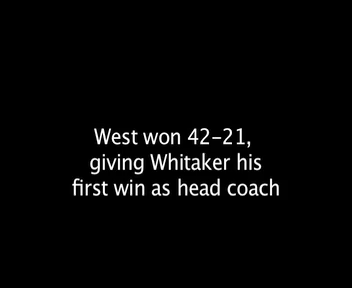 West won 42-21,
giving Whitaker his
first win as head coach